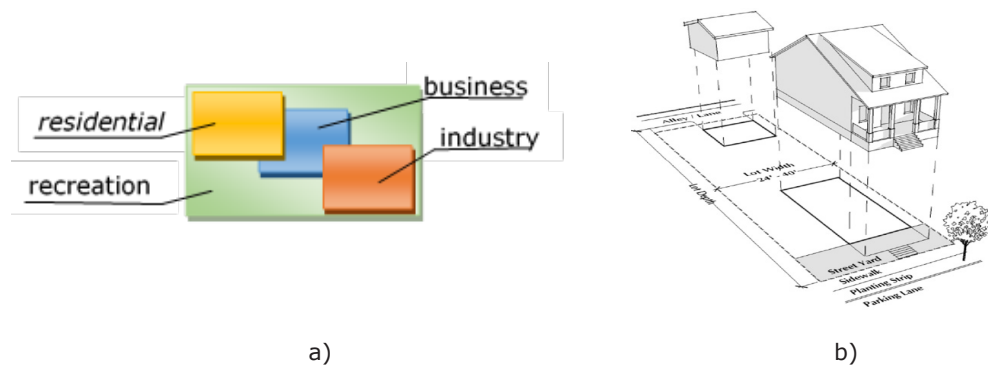 business
residential
industry
recreation
Alley / Lane
Lot Width
24' - 40'
Lot Depth
Street Yard
Sidewalk
Planting Strip
Parking Lane
a)
b)